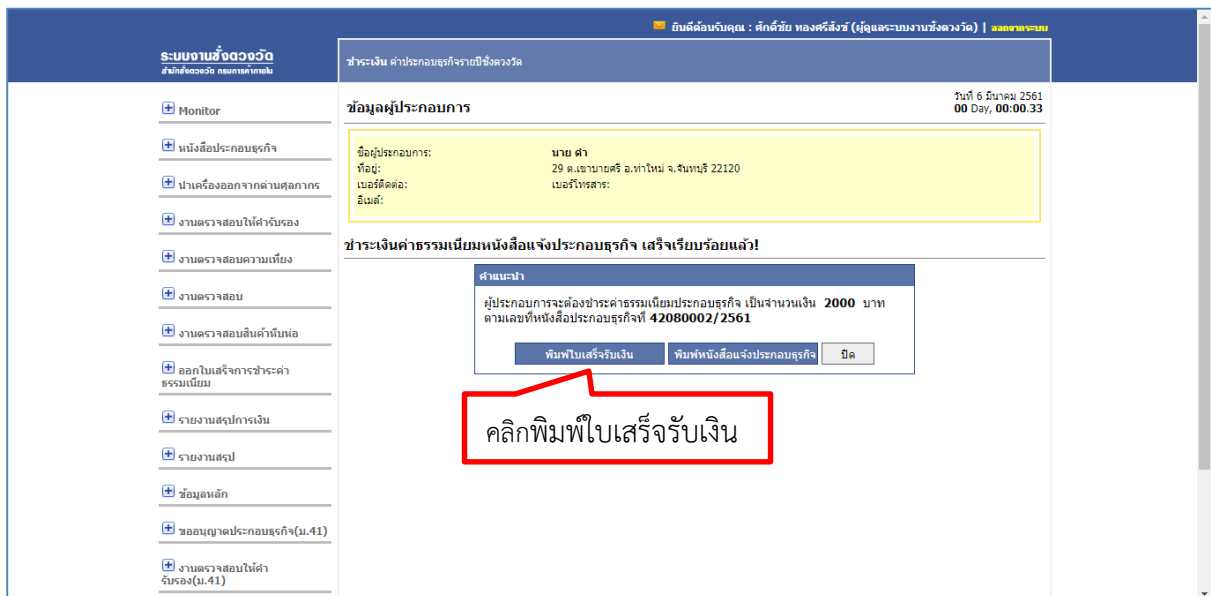 ยินดีต้อนรับคุณ : ศักดิ์ชัย ทองศรีสังข์ (ผู้ดูแลระบบงานชั่งตวงวัด) | ออกจากระบบ
ระบบงานชั่งตวงวัด
สำนักชั่งตวงวัด กรมการค้าภายใน
ชำระเงิน ค่าประกอบธุรกิจรายปีชั่งตวงวัด
Monitor
หนังสือประกอบธุรกิจ
นำเครื่องออกจากด่านศุลกากร
งานตรวจสอบให้คำรับรอง
งานตรวจสอบความเที่ยง
งานตรวจสอบ
งานตรวจสอบสินค้าหีบห่อ
ออกใบเสร็จการชำระค่า
ธรรมเนียม
รายงานสรุปการเงิน
รายงานสรุป
ข้อมูลหลัก
ขออนุญาตประกอบธุรกิจ(ม.41)
งานตรวจสอบให้คำ
รับรอง(ม.41)
ข้อมูลผู้ประกอบการ
วันที่ 6 มีนาคม 2561
00 Day, 00:00.33
ชื่อผู้ประกอบการ: นาย ดำ
ที่อยู่: 29 ต.เขาบายศรี อ.ท่าใหม่ จ.จันทบุรี 22120
เบอร์ติดต่อ: เบอร์โทรสาร:
อีเมล์:
ชำระเงินค่าธรรมเนียมหนังสือแจ้งประกอบธุรกิจ เสร็จเรียบร้อยแล้ว!
คำแนะนำ
ผู้ประกอบการจะต้องชำระค่าธรรมเนียมประกอบธุรกิจ เป็นจำนวนเงิน 2000 บาท
ตามเลขที่หนังสือประกอบธุรกิจที่ 42080002/2561
พิมพ์ใบเสร็จรับเงิน พิมพ์หนังสือแจ้งประกอบธุรกิจ ปิด
คลิกพิมพ์ใบเสร็จรับเงิน